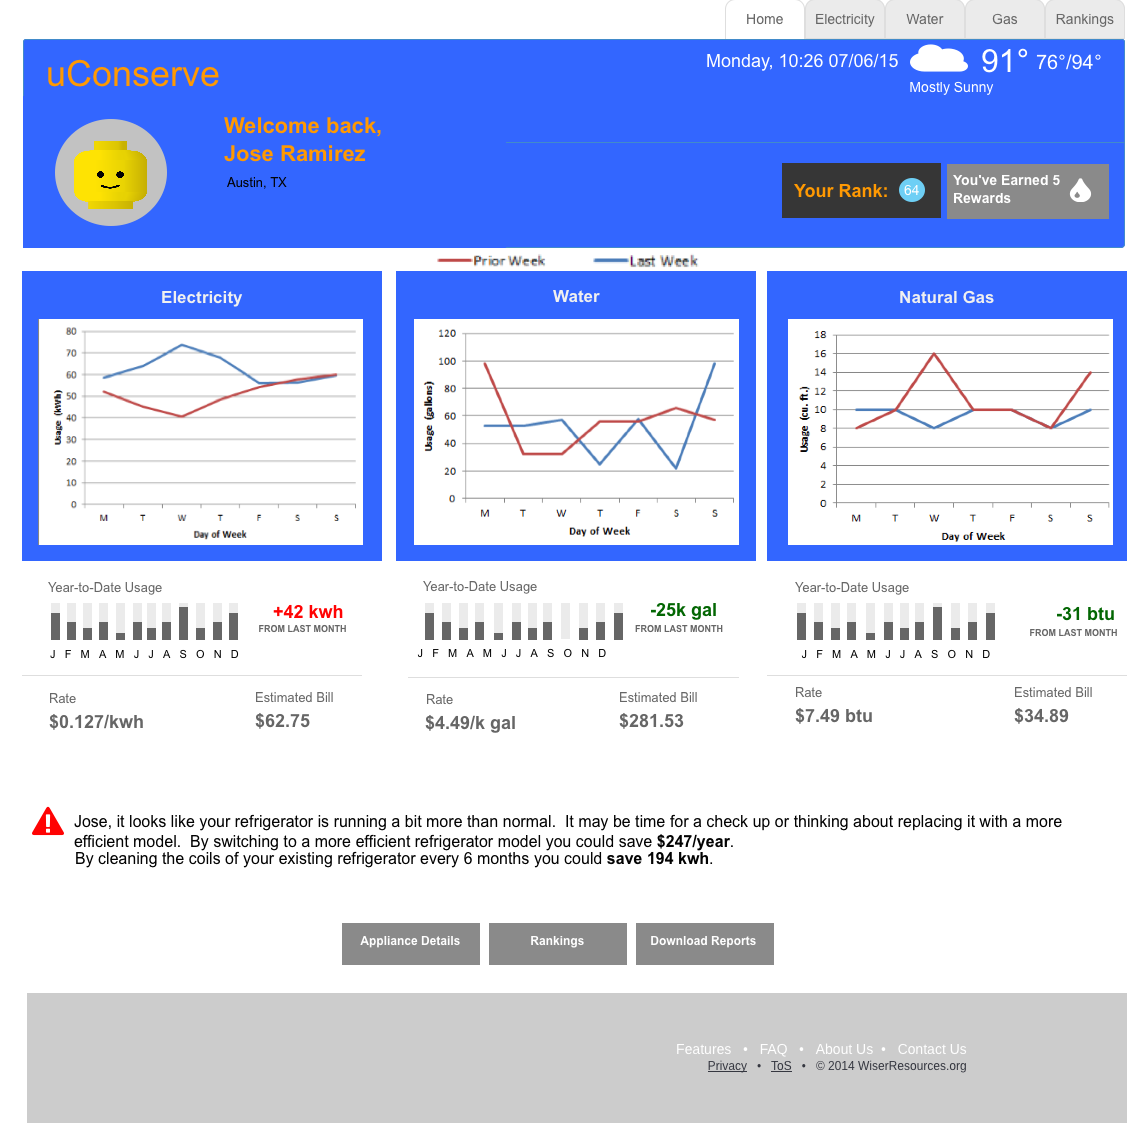 Home Electricity Water Gas Rankings
uConserve
Monday, 10:26 07/06/15 91° 76°/94°
Mostly Sunny
Welcome back,
Jose Ramirez
Austin, TX
Your Rank: 64
You've Earned 5
Rewards
Prior Week Last Week
Electricity
80
70
60
50
40
30
20
10
0
Usage (kWh)
M T W T F S S
Day of Week
Water
120
100
80
60
40
20
0
Usage (gallons)
M T W T F S S
Day of Week
Natural Gas
18
16
14
12
10
8
6
4
2
0
Usage (cu. ft.)
M T W T F S S
Day of Week
Year-to-Date Usage
+42 kwh
FROM LAST MONTH
J F M A M J J A S O N D
Rate
$0.127/kwh
Estimated Bill
$62.75
Year-to-Date Usage
-25k gal
FROM LAST MONTH
J F M A M J J A S O N D
Rate
$4.49/k gal
Estimated Bill
$281.53
Year-to-Date Usage
-31 btu
FROM LAST MONTH
J F M A M J J A S O N D
Rate
$7.49 btu
Estimated Bill
$34.89
Jose, it looks like your refrigerator is running a bit more than normal.  It may be time for a check up or thinking about replacing it with a more
efficient model.  By switching to a more efficient refrigerator model you could save $247/year.
By cleaning the coils of your existing refrigerator every 6 months you could save 194 kwh.
Appliance Details Rankings Download Reports
Features • FAQ • About Us • Contact Us
Privacy • ToS • © 2014 WiserResources.org